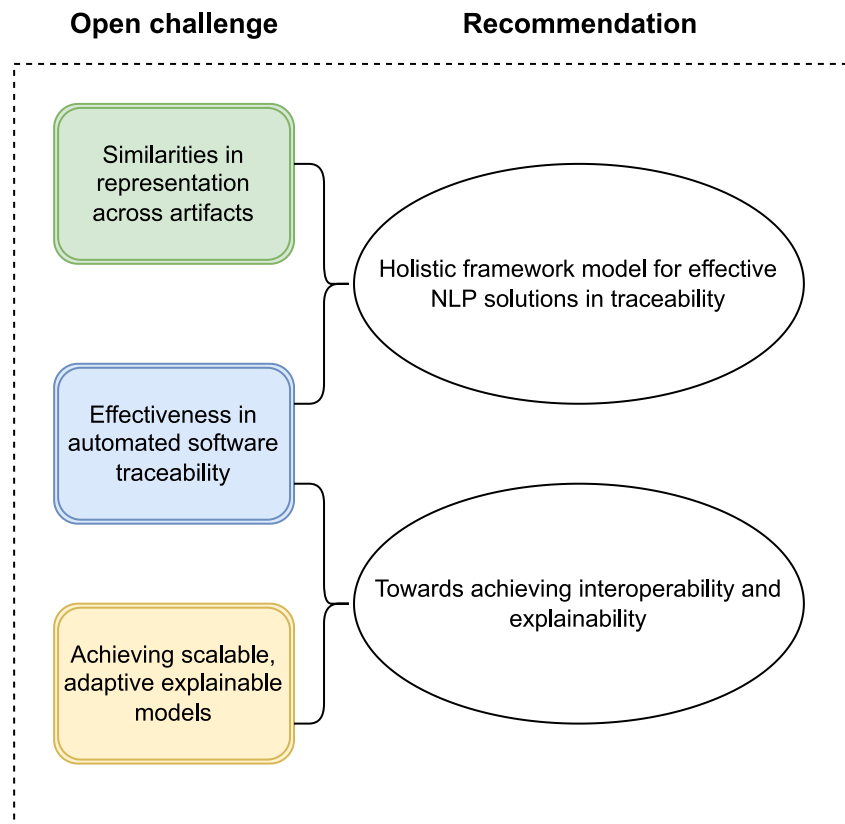 Open challenge
Recommendation
Similarities in
representation
across artifacts
Holistic framework model for effective
NLP solutions in traceability
Effectiveness in
automated software
traceability
Towards achieving interoperability and
explainability
Achieving scalable,
adaptive explainable
models